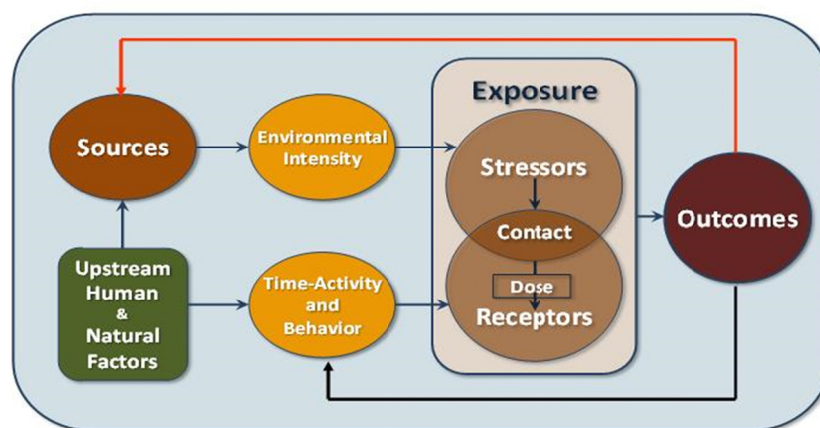 Exposure
Sources
Environmental
Intensity
Stressors
Contact
Outcomes
Upstream
Human
&
Natural
Factors
Time-Activity
and
Behavior
Dose
Receptors